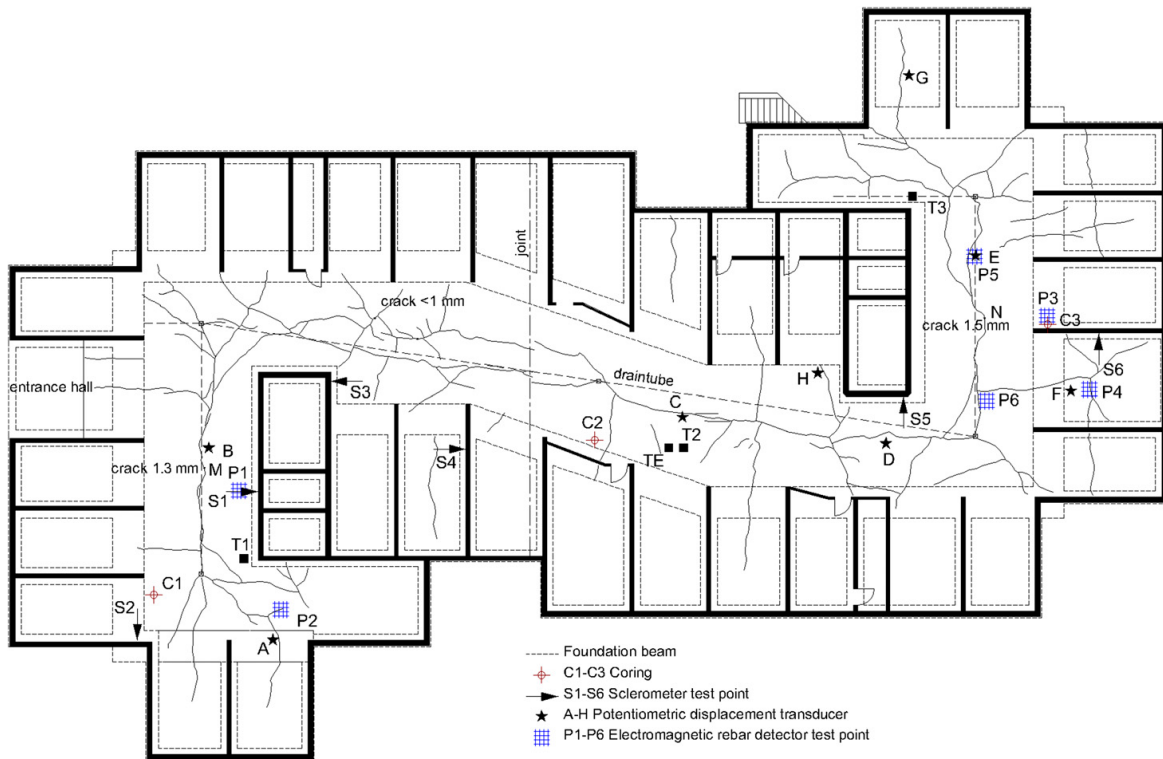 G
T3
E
P5
joint
N
P3
crack <1 mm
crack 1.5 mm
C3
S6
draintube
H
entrance hall
S3
F
P4
C
P6
S5
C2
T2
B
S4
TE
D
M
crack 1.3 mm
P1
S1
T1
C1
S2
P2
A
Foundation beam
C1-C3 Coring
S1-S6 Sclerometer test point
A-H Potentiometric displacement transducer
P1-P6 Electromagnetic rebar detector test point